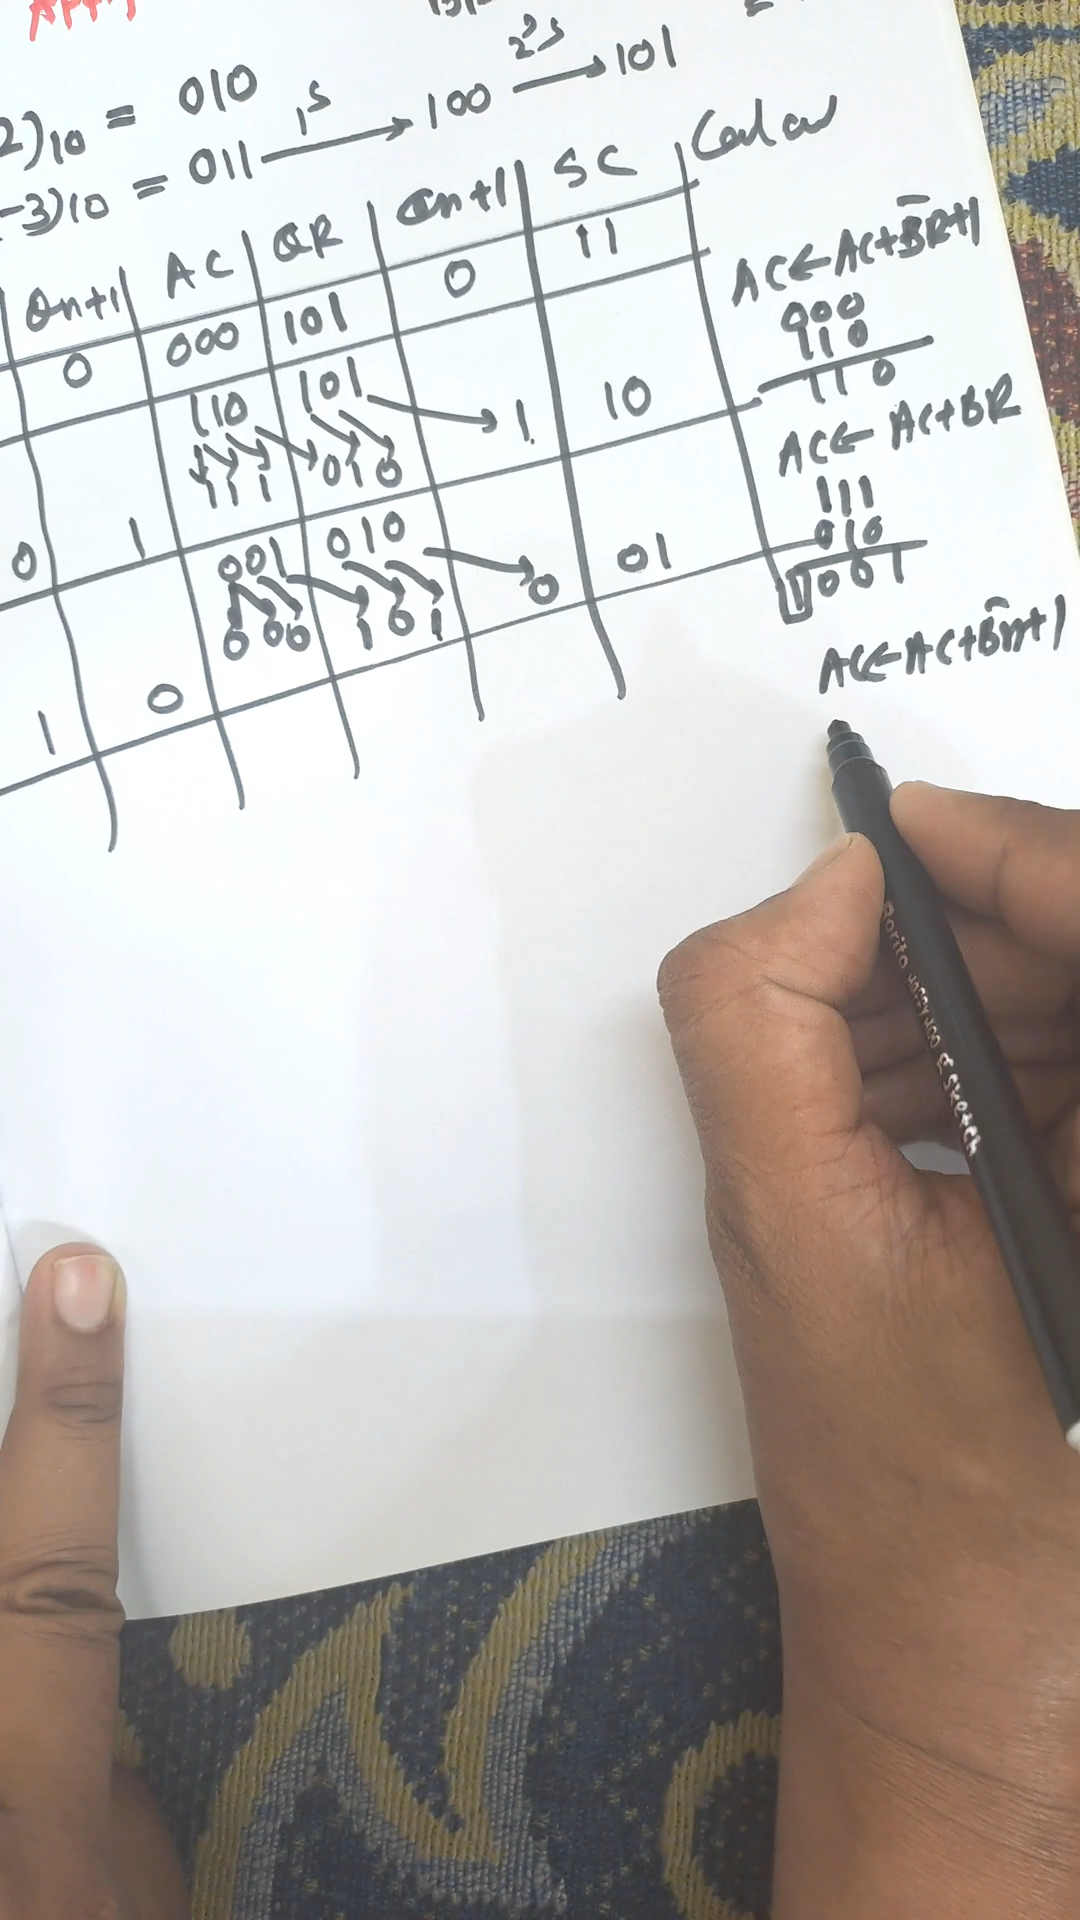 2)10 = 010
-3)10 = 011 1's → 100 2's → 101
Qn+1 AC QR Qn+1 SC Calcu
0 000 101 0 11 AC←AC+B̄R+1
000
110
110
110 101 1 10
111 010
AC← AC+BR
111
010
1001
0 1 001 010 0 01
000 101
AC←AC+B̄n+1
1 0